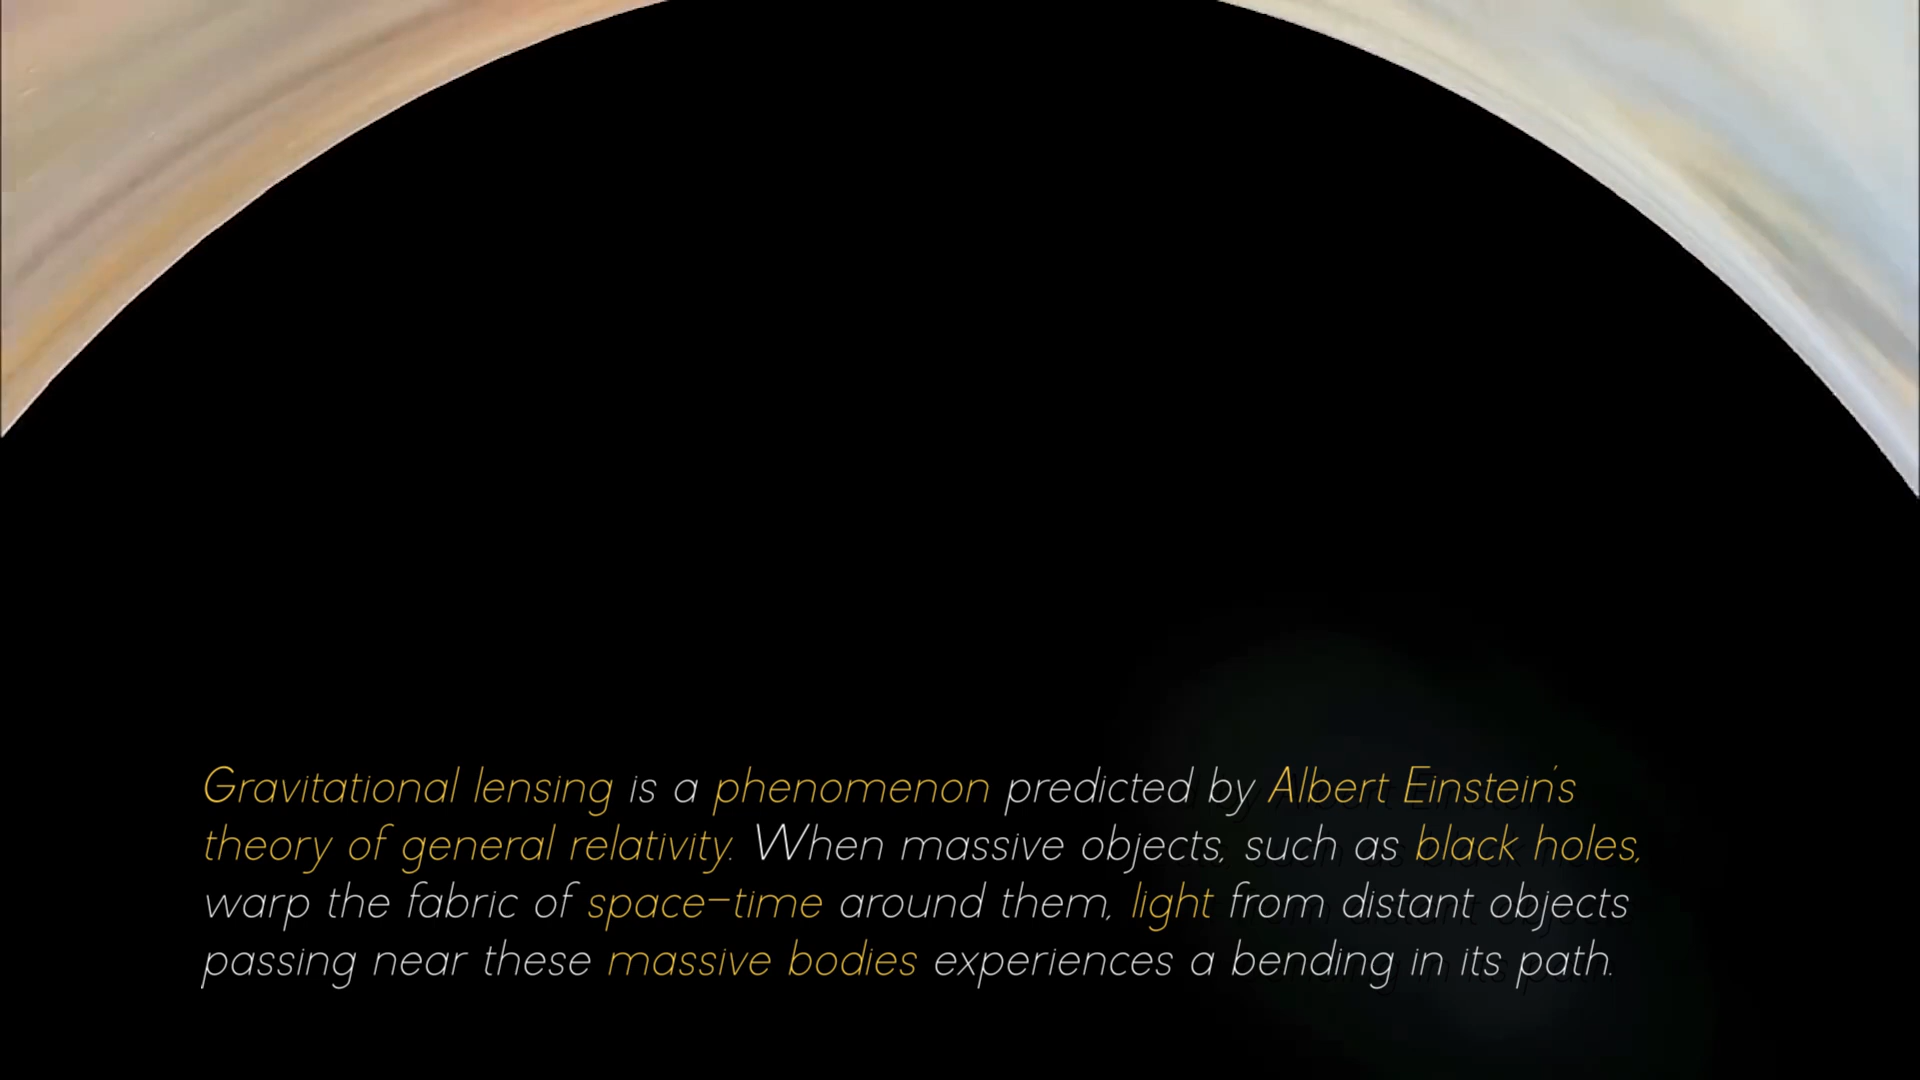 Gravitational lensing is a phenomenon predicted by Albert Einstein's
theory of general relativity. When massive objects, such as black holes,
warp the fabric of space-time around them, light from distant objects
passing near these massive bodies experiences a bending in its path.